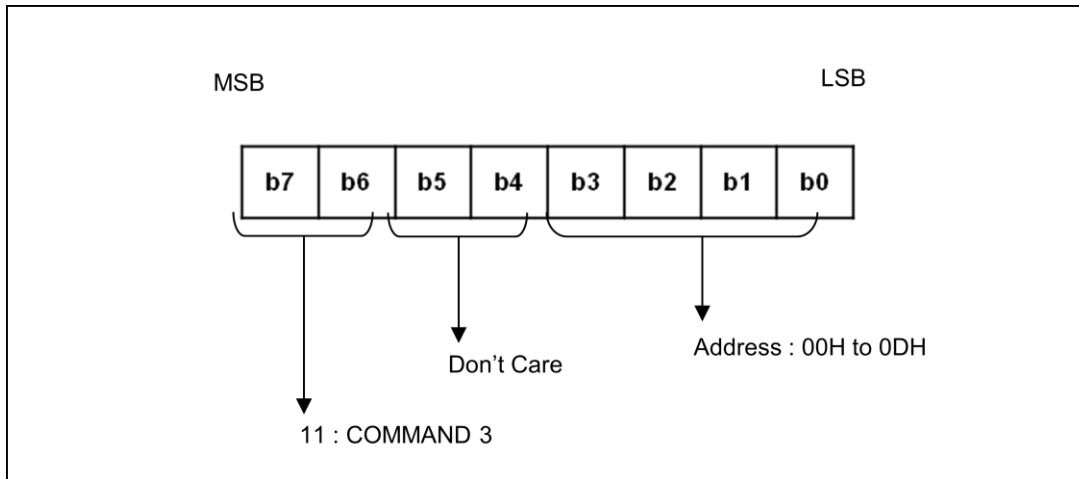 MSB LSB
b7 b6 b5 b4 b3 b2 b1 b0
Address : 00H to 0DH
Don’t Care
11 : COMMAND 3